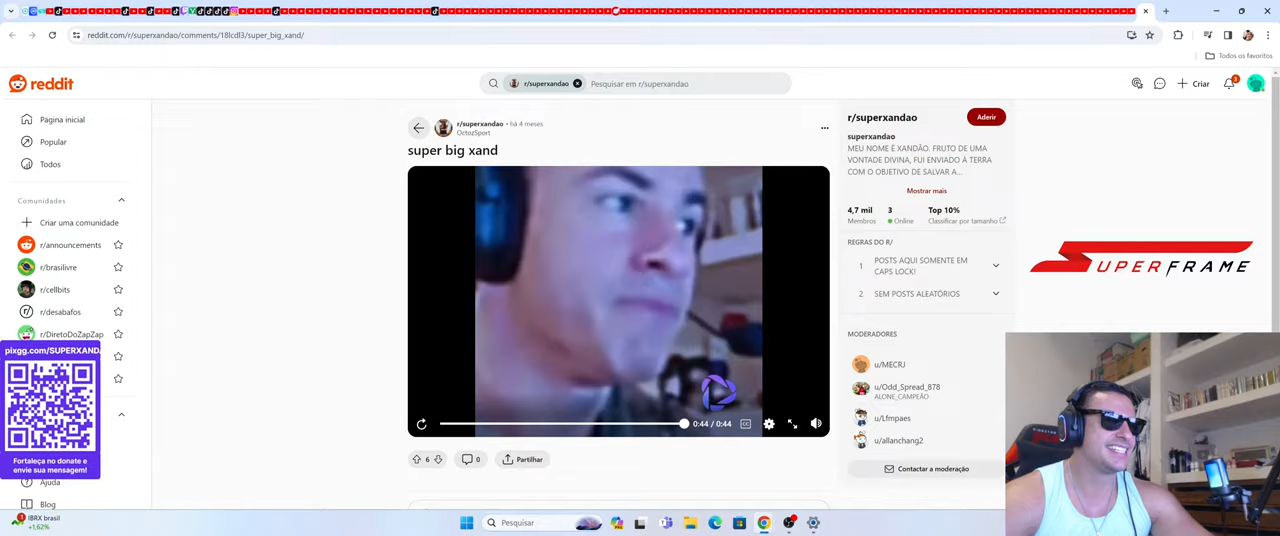 reddit.com/r/superxandao/comments/18lcdl3/super_big_xand/
Todos os favoritos
reddit
r/superxandao
Pesquisar em r/superxandao
Criar
3
Página inicial
Popular
Todos
COMUNIDADES
Criar uma comunidade
r/announcements
r/brasilivre
r/cellbits
r/desabafos
r/DiretoDoZapZap
pixgg.com/SUPERXANDA
Fortaleça no donate e
envie sua mensagem!
Ajuda
Blog
r/superxandao • há 4 meses
OctozSport
super big xand
0:44 / 0:44
CC
6
0
Partilhar
r/superxandao
Aderir
superxandao
MEU NOME É XANDÃO. FRUTO DE UMA
VONTADE DIVINA, FUI ENVIADO À TERRA
COM O OBJETIVO DE SALVAR A...
Mostrar mais
4,7 mil 3 Top 10%
Membros Online Classificar por tamanho
REGRAS DO R/
1 POSTS AQUI SOMENTE EM
CAPS LOCK!
2 SEM POSTS ALEATÓRIOS
MODERADORES
u/MECRJ
u/Odd_Spread_878
ALONE_CAMPEÃO
u/Lfmpaes
u/allanchang2
Contactar a moderação
SUPERFRAME
DIRECTOR
1
IBRX brasil
+1,62%
Pesquisar